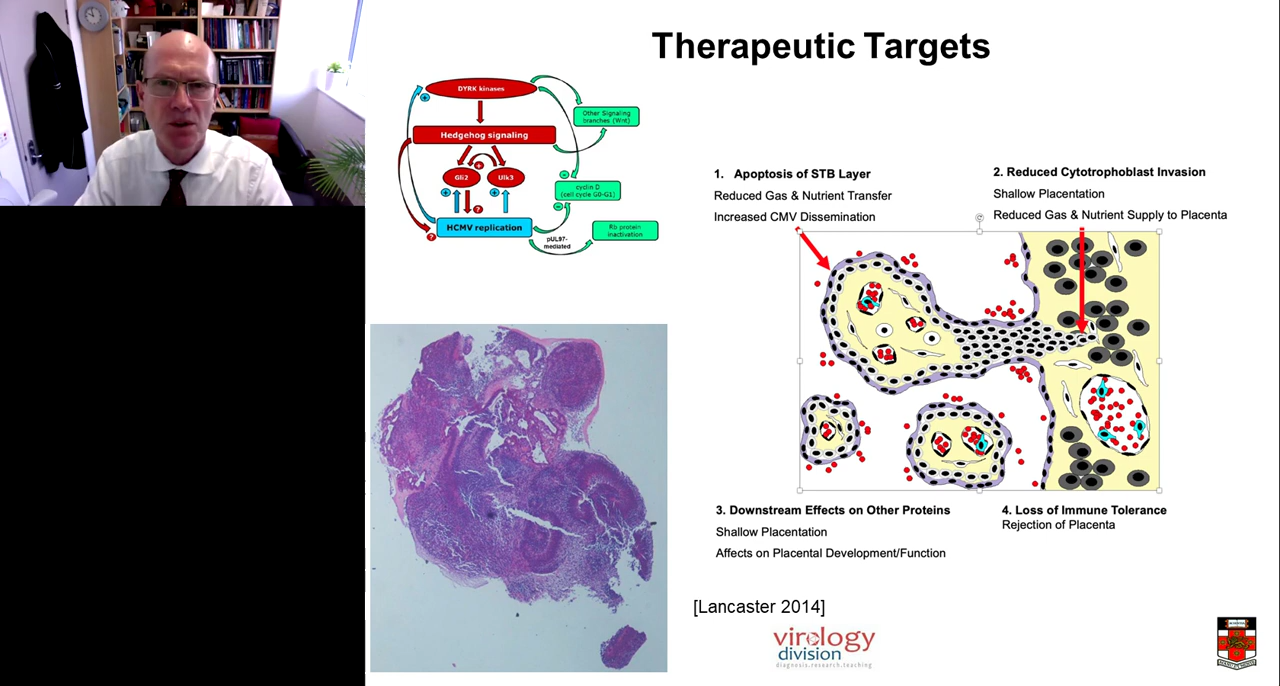 Therapeutic Targets
DYRK kinases
Other Signaling
branches (Wnt)
Hedgehog signaling
Gli2
Ulk3
cyclin D
(cell cycle G0-G1)
HCMV replication
pUL97-
mediated
Rb protein
inactivation
1. Apoptosis of STB Layer
Reduced Gas & Nutrient Transfer
Increased CMV Dissemination
2. Reduced Cytotrophoblast Invasion
Shallow Placentation
Reduced Gas & Nutrient Supply to Placenta
3. Downstream Effects on Other Proteins
Shallow Placentation
Affects on Placental Development/Function
4. Loss of Immune Tolerance
Rejection of Placenta
[Lancaster 2014]
virology
division
diagnosis.research.teaching